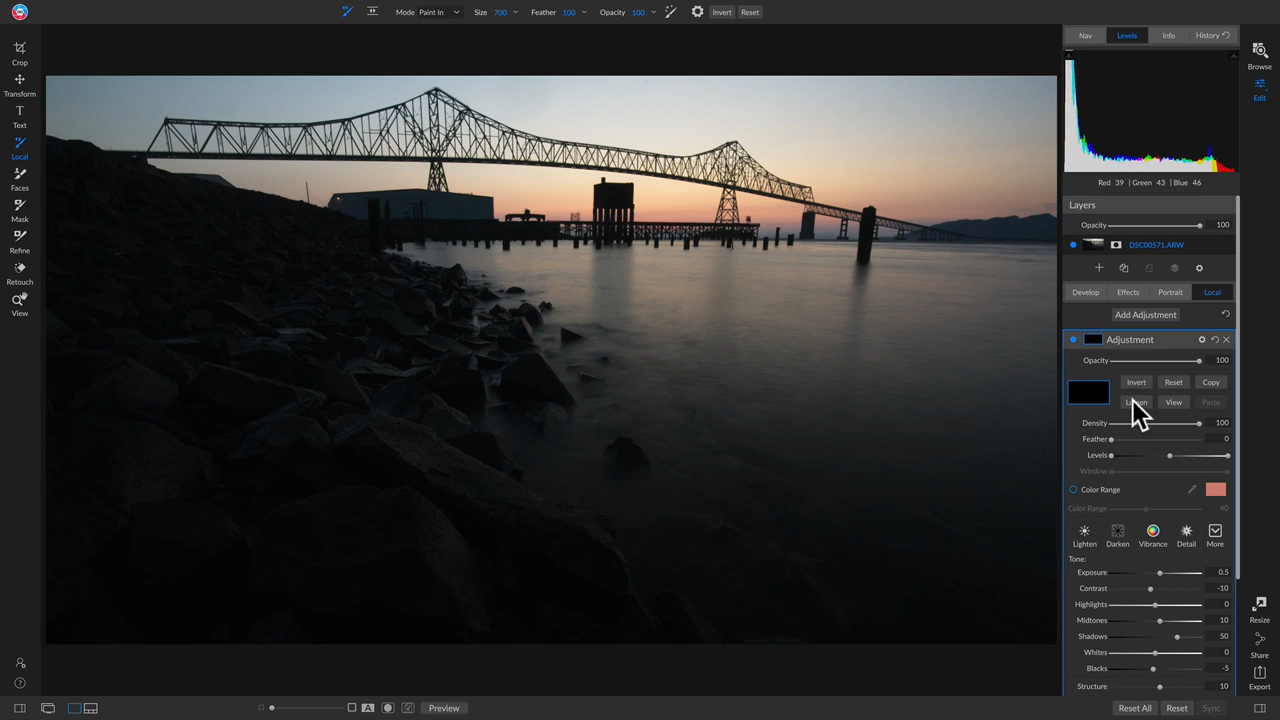 Mode Paint In Size 700 Feather 100 Opacity 100 Invert Reset
Crop
Transform
Text
Local
Faces
Mask
Refine
Retouch
View
Nav Levels Info History
Red 39 | Green 43 | Blue 46
Layers
Opacity 100
DSC00571.ARW
Develop Effects Portrait Local
Add Adjustment
Adjustment
Opacity 100
Invert Reset Copy
View Paste
Density 100
Feather 0
Levels
Window
Color Range
Color Range 40
Lighten Darken Vibrance Detail More
Tone:
Exposure 0.5
Contrast -10
Highlights 0
Midtones 10
Shadows 50
Whites 0
Blacks -5
Structure 10
Browse
Edit
Resize
Share
Export
Preview
Reset All Reset Sync